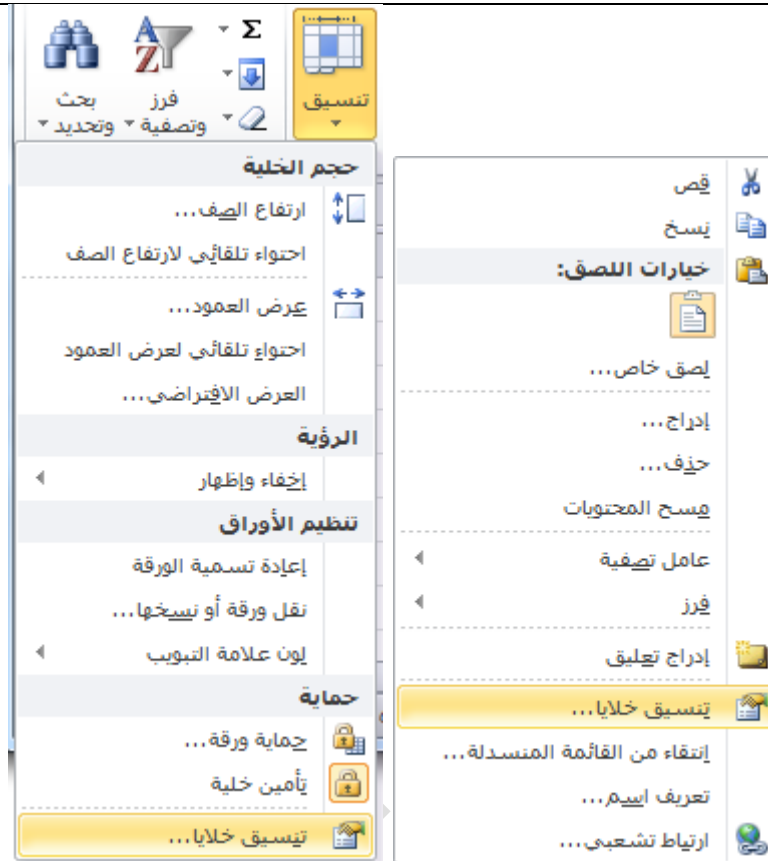 Σ
تنسيق
فرز
وتصفية
بحث
وتحديد
حجم الخلية
ارتفاع الصف...
احتواء تلقائي لارتفاع الصف
عرض العمود...
احتواء تلقائي لعرض العمود
العرض الافتراضي...
الرؤية
إخفاء وإظهار
تنظيم الأوراق
إعادة تسمية الورقة
نقل ورقة أو نسخها...
لون علامة التبويب
حماية
حماية ورقة...
تأمين خلية
تنسيق خلايا...
قص
نسخ
خيارات اللصق:
لصق خاص...
إدراج...
حذف...
مسح المحتويات
عامل تصفية
فرز
إدراج تعليق
تنسيق خلايا...
إنتقاء من القائمة المنسدلة...
تعريف اسم...
ارتباط تشعبي...